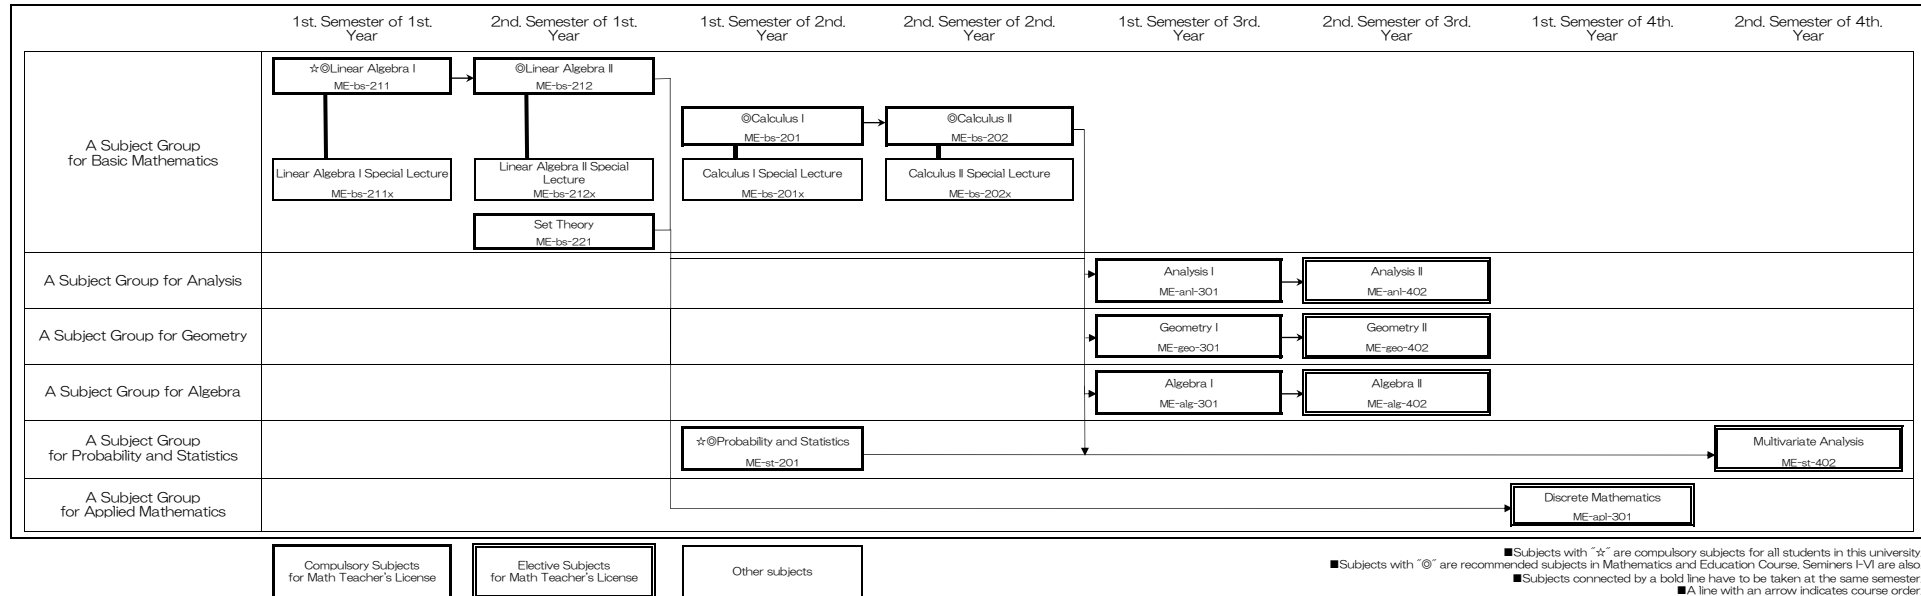 1st. Semester of 1st.
Year
2nd. Semester of 1st.
Year
1st. Semester of 2nd.
Year
2nd. Semester of 2nd.
Year
1st. Semester of 3rd.
Year
2nd. Semester of 3rd.
Year
1st. Semester of 4th.
Year
2nd. Semester of 4th.
Year
A Subject Group
for Basic Mathematics
☆◎Linear Algebra Ⅰ
ME-bs-211
◎Linear Algebra Ⅱ
ME-bs-212
◎Calculus Ⅰ
ME-bs-201
◎Calculus Ⅱ
ME-bs-202
Linear Algebra Ⅰ Special Lecture
ME-bs-211x
Linear Algebra Ⅱ Special
Lecture
ME-bs-212x
Calculus Ⅰ Special Lecture
ME-bs-201x
Calculus Ⅱ Special Lecture
ME-bs-202x
Set Theory
ME-bs-221
A Subject Group for Analysis
Analysis Ⅰ
ME-anl-301
Analysis Ⅱ
ME-anl-402
A Subject Group for Geometry
Geometry Ⅰ
ME-geo-301
Geometry Ⅱ
ME-geo-402
A Subject Group for Algebra
Algebra Ⅰ
ME-alg-301
Algebra Ⅱ
ME-alg-402
A Subject Group
for Probability and Statistics
☆◎Probability and Statistics
ME-st-201
Multivariate Analysis
ME-st-402
A Subject Group
for Applied Mathematics
Discrete Mathematics
ME-apl-301
Compulsory Subjects
for Math Teacher's License
Elective Subjects
for Math Teacher's License
Other subjects
■Subjects with "☆" are compulsory subjects for all students in this university.
■Subjects with "◎" are recommended subjects in Mathematics and Education Course, Seminers Ⅰ-Ⅵ are also.
■Subjects connected by a bold line have to be taken at the same semester.
■A line with an arrow indicates course order.